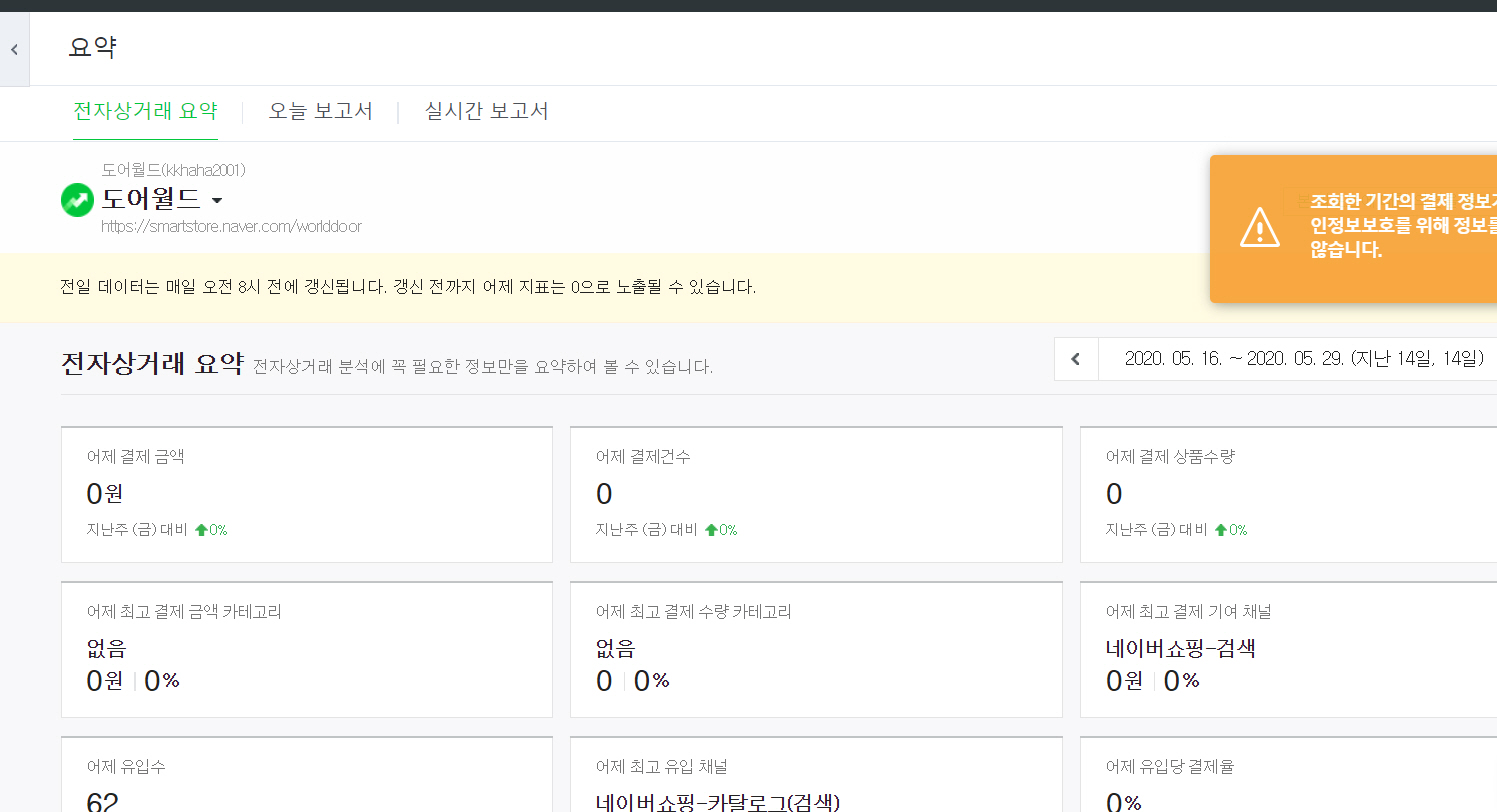 요약
전자상거래 요약
오늘 보고서
실시간 보고서
도어월드(kkhaha2001)
도어월드
https://smartstore.naver.com/worlddoor
조회한 기간의 결제 정보가
인정보보호를 위해 정보를
않습니다.
전일 데이터는 매일 오전 8시 전에 갱신됩니다. 갱신 전까지 어제 지표는 0으로 노출될 수 있습니다.
전자상거래 요약 전자상거래 분석에 꼭 필요한 정보만을 요약하여 볼 수 있습니다.
2020. 05. 16. ~ 2020. 05. 29. (지난 14일, 14일)
어제 결제 금액
0원
지난주 (금) 대비 0%
어제 결제건수
0
지난주 (금) 대비 0%
어제 결제 상품수량
0
지난주 (금) 대비 0%
어제 최고 결제 금액 카테고리
없음
0원 0%
어제 최고 결제 수량 카테고리
없음
0 0%
어제 최고 결제 기여 채널
네이버쇼핑-검색
0원 0%
어제 유입수
62
어제 최고 유입 채널
네이버쇼핑-카탈로그(검색)
어제 유입당 결제율
0%